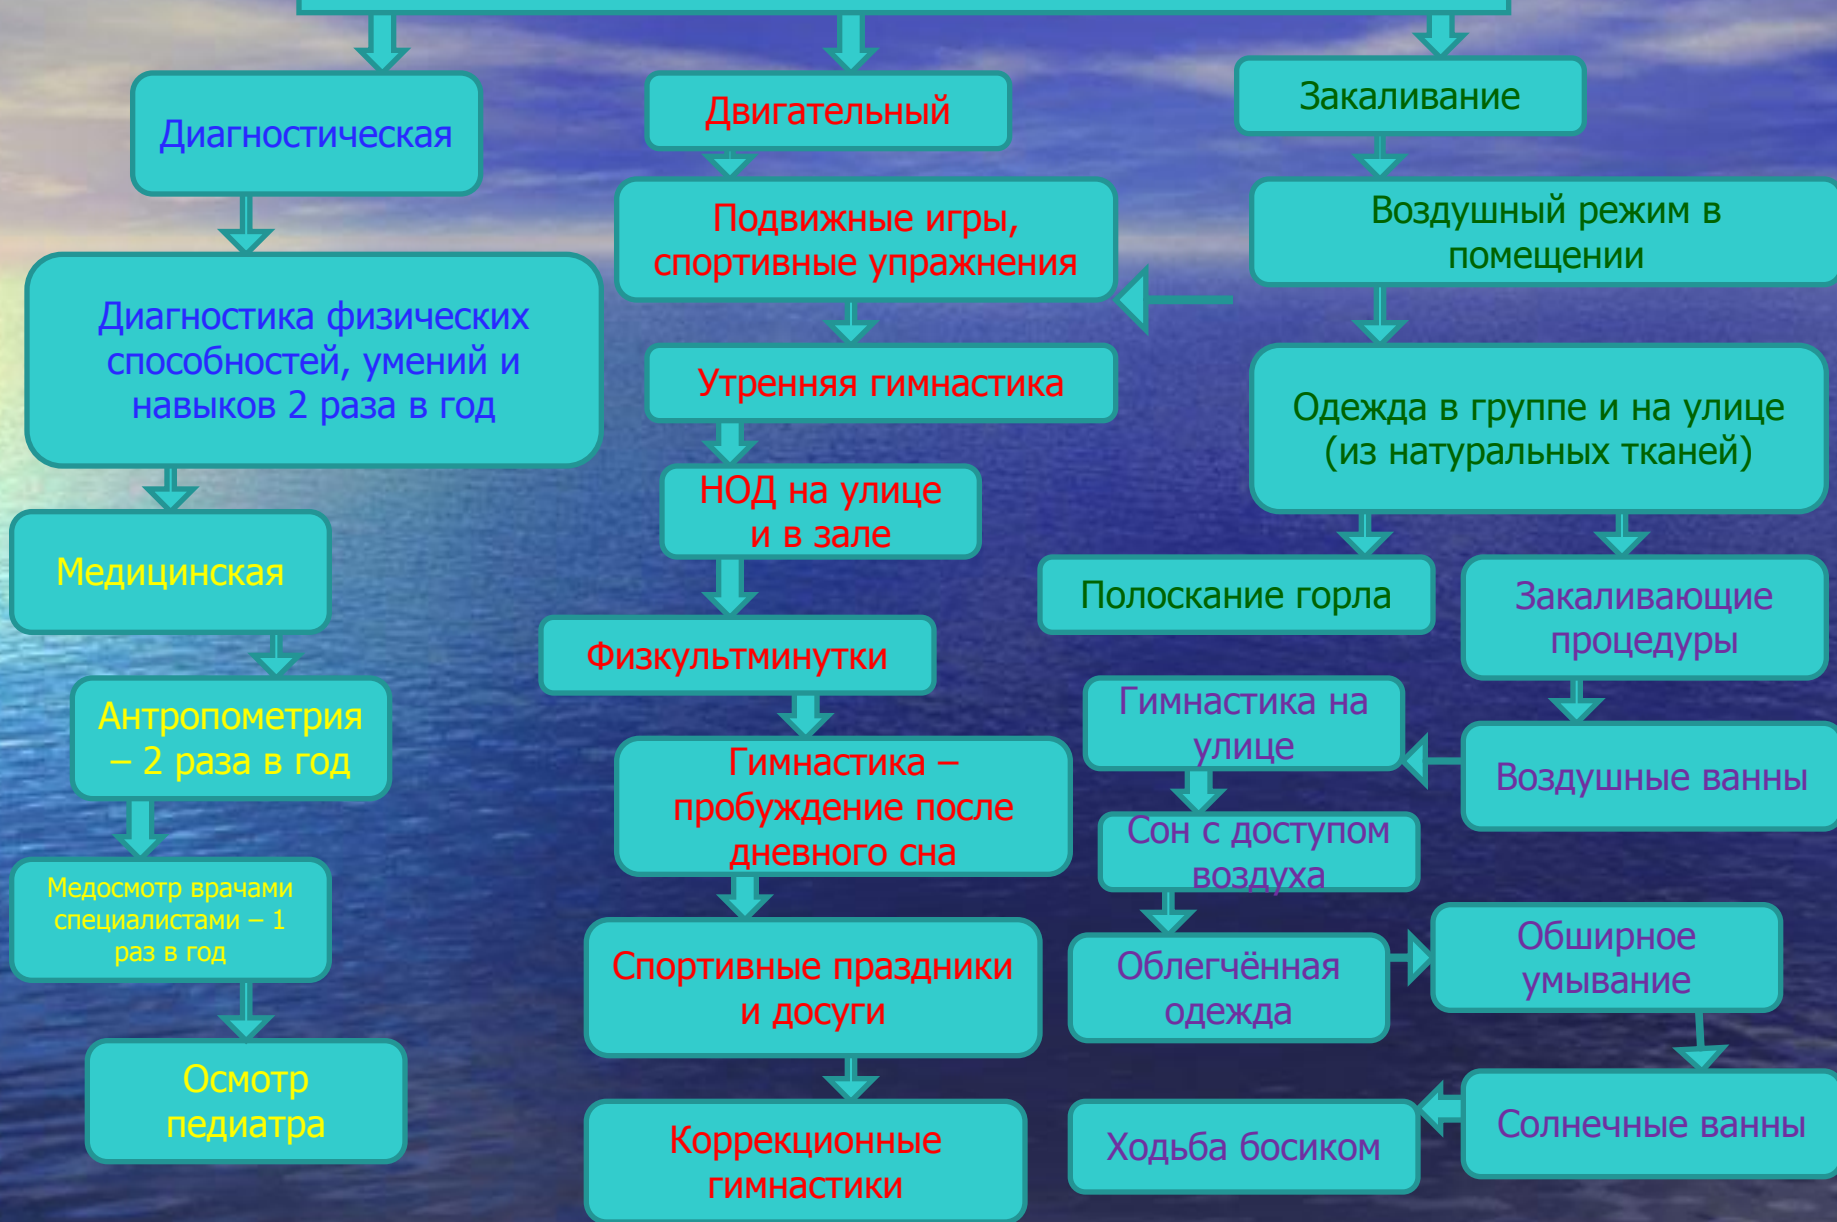 Диагностическая
Диагностика физических
способностей, умений и
навыков 2 раза в год
Медицинская
Антропометрия
– 2 раза в год
Медосмотр врачами
специалистами – 1
раз в год
Осмотр
педиатра
Двигательный
Подвижные игры,
спортивные упражнения
Утренняя гимнастика
НОД на улице
и в зале
Физкультминутки
Гимнастика –
пробуждение после
дневного сна
Спортивные праздники
и досуги
Коррекционные
гимнастики
Закаливание
Воздушный режим в
помещении
Одежда в группе и на улице
(из натуральных тканей)
Полоскание горла
Закаливающие
процедуры
Воздушные ванны
Гимнастика на
улице
Сон с доступом
воздуха
Облегчённая
одежда
Обширное
умывание
Солнечные ванны
Ходьба босиком